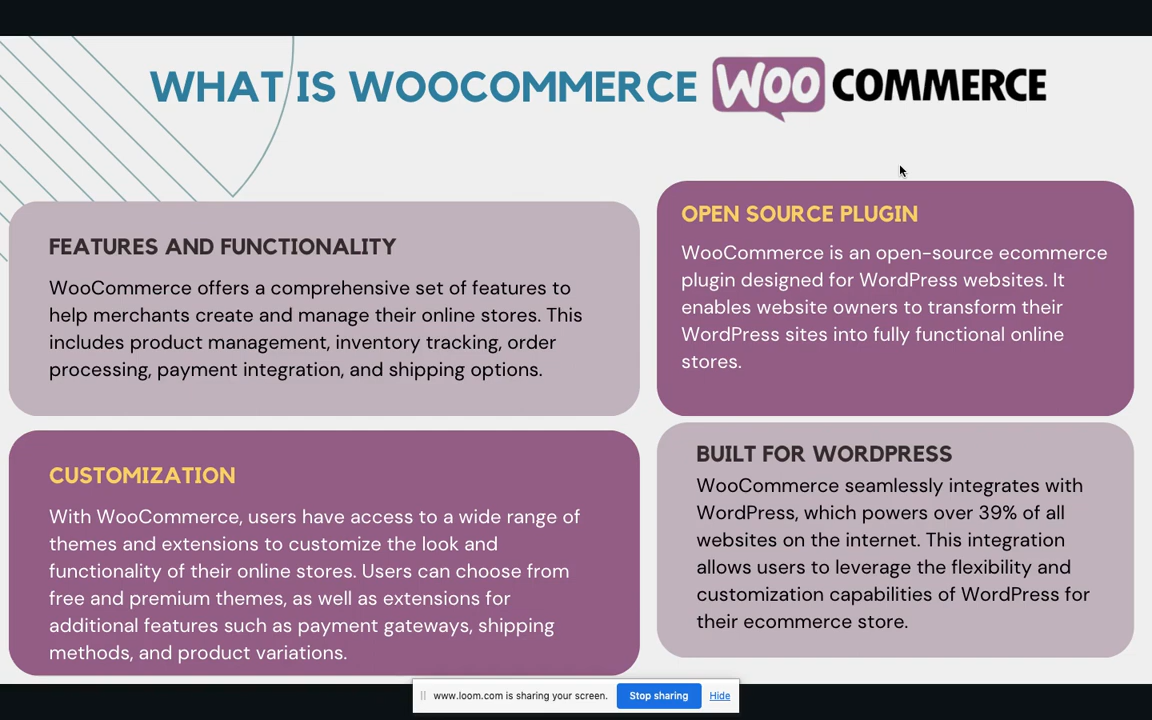 WHAT IS WOOCOMMERCE WOO COMMERCE
FEATURES AND FUNCTIONALITY
WooCommerce offers a comprehensive set of features to
help merchants create and manage their online stores. This
includes product management, inventory tracking, order
processing, payment integration, and shipping options.
OPEN SOURCE PLUGIN
WooCommerce is an open-source ecommerce
plugin designed for WordPress websites. It
enables website owners to transform their
WordPress sites into fully functional online
stores.
CUSTOMIZATION
With WooCommerce, users have access to a wide range of
themes and extensions to customize the look and
functionality of their online stores. Users can choose from
free and premium themes, as well as extensions for
additional features such as payment gateways, shipping
methods, and product variations.
BUILT FOR WORDPRESS
WooCommerce seamlessly integrates with
WordPress, which powers over 39% of all
websites on the internet. This integration
allows users to leverage the flexibility and
customization capabilities of WordPress for
their ecommerce store.
www.loom.com is sharing your screen. Stop sharing Hide